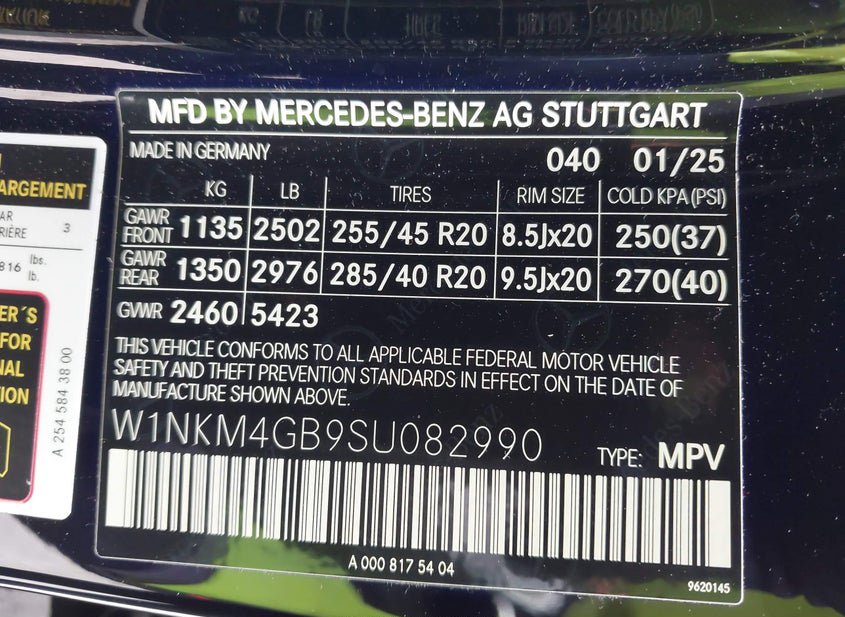 MFD BY MERCEDES-BENZ AG STUTTGART
MADE IN GERMANY 040 01/25
KG LB TIRES RIM SIZE COLD KPA (PSI)
GAWR FRONT 1135 2502 255/45 R20 8.5Jx20 250(37)
GAWR REAR 1350 2976 285/40 R20 9.5Jx20 270(40)
GVWR 2460 5423
THIS VEHICLE CONFORMS TO ALL APPLICABLE FEDERAL MOTOR VEHICLE
SAFETY AND THEFT PREVENTION STANDARDS IN EFFECT ON THE DATE OF
MANUFACTURE SHOWN ABOVE.
W1NKM4GB9SU082990 TYPE: MPV
A 000 817 54 04
9620145
ARGEMENT
3
816 lbs.
lb.
FOR
A 254 584 38 00